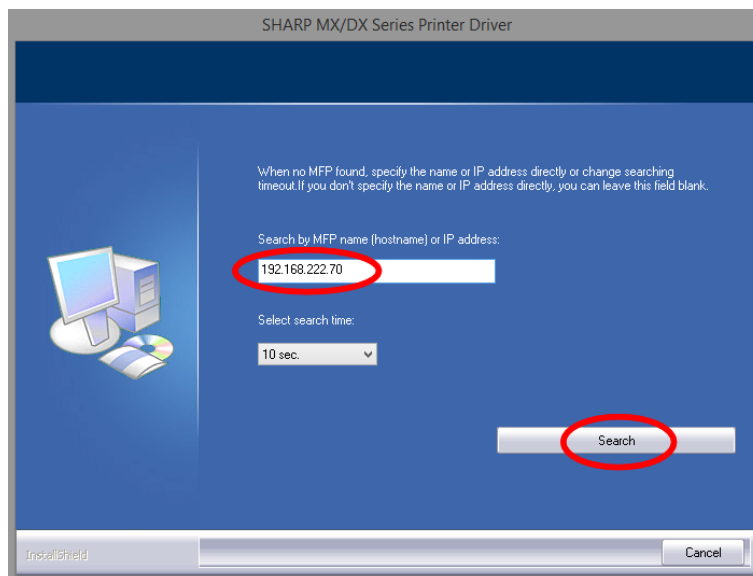 SHARP MX/DX Series Printer Driver
When no MFP found, specify the name or IP address directly or change searching
timeout.If you don't specify the name or IP address directly, you can leave this field blank.
Search by MFP name (hostname) or IP address:
192.168.222.70
Select search time:
10 sec.
Search
InstallShield
Cancel